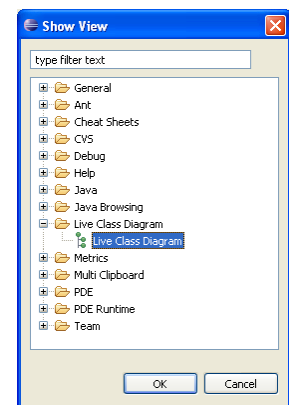 Show View
type filter text
General
Ant
Cheat Sheets
CVS
Debug
Help
Java
Java Browsing
Live Class Diagram
Live Class Diagram
Metrics
Multi Clipboard
PDE
PDE Runtime
Team
OK Cancel